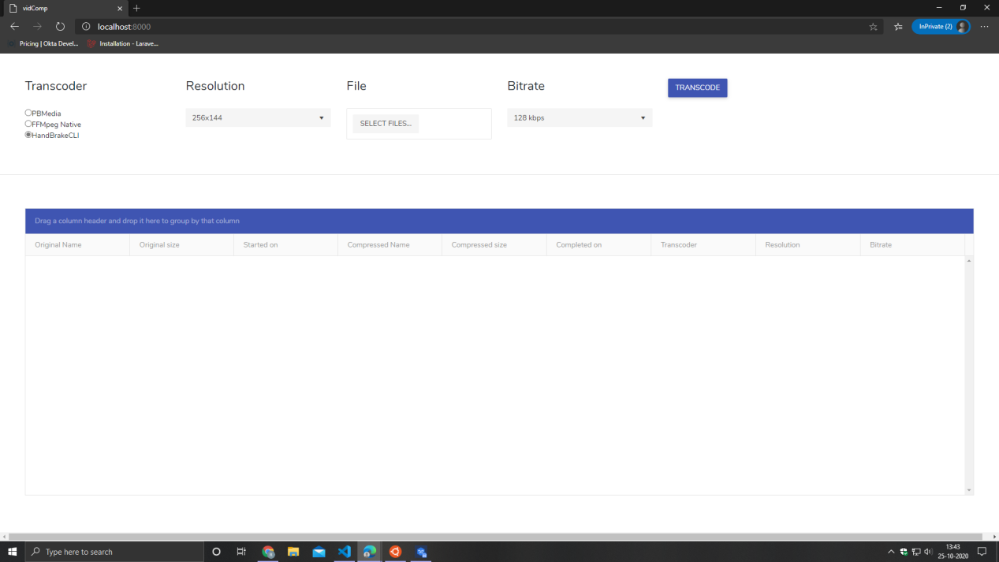 vidComp
localhost:8000
InPrivate (2)
Pricing | Okta Devel...
Installation - Larave...
Transcoder
Resolution
File
Bitrate
TRANSCODE
PBMedia
FFMpeg Native
HandBrakeCLI
256x144
SELECT FILES...
128 kbps
Drag a column header and drop it here to group by that column
Original Name
Original size
Started on
Compressed Name
Compressed size
Completed on
Transcoder
Resolution
Bitrate
Type here to search
13:43
25-10-2020